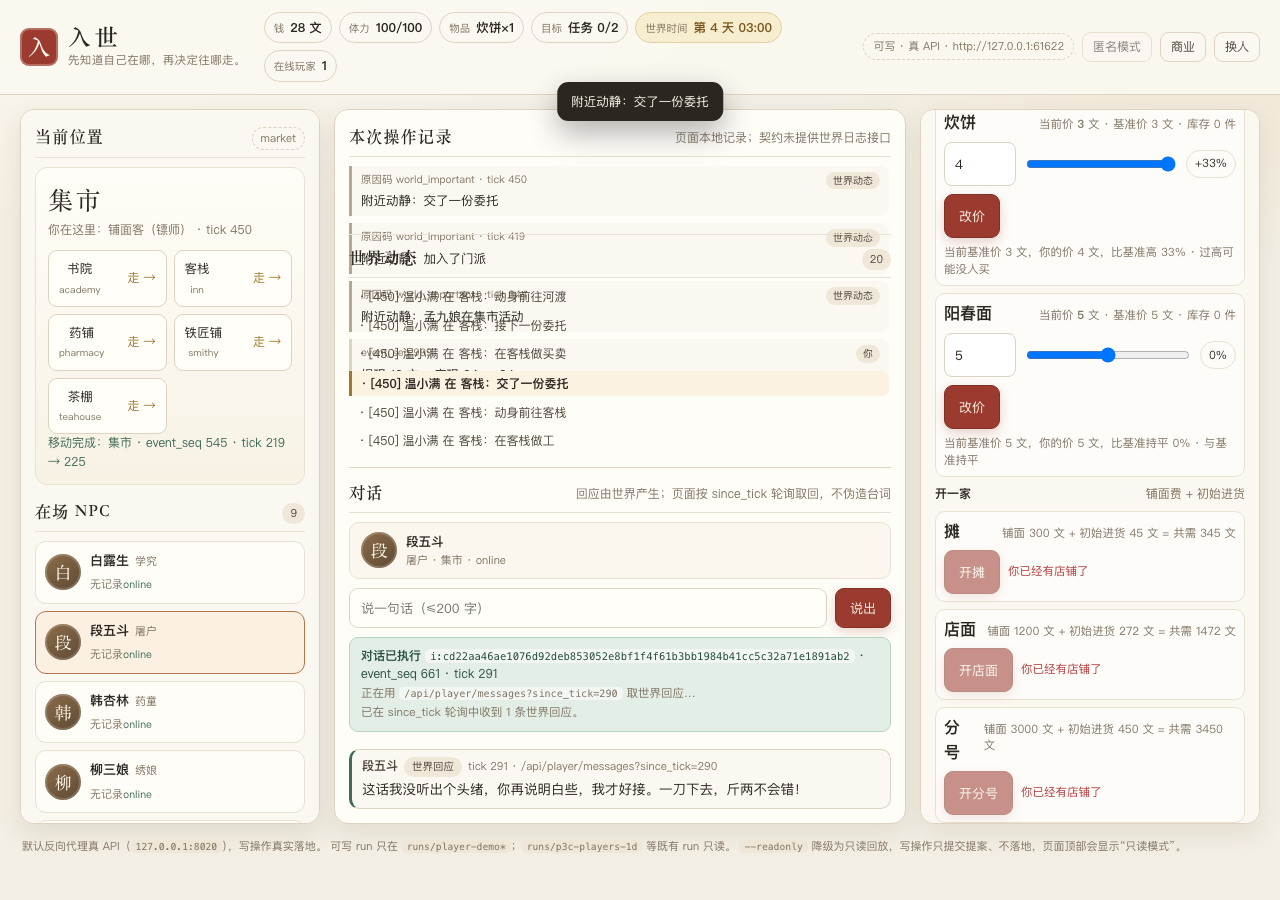 入
入世
先知道自己在哪，再决定往哪走。
钱 28 文
体力 100/100
物品 炊饼×1
目标 任务 0/2
世界时间 第 4 天 03:00
在线玩家 1
可写 · 真 API · http://127.0.0.1:61622
匿名模式
商业
换人
附近动静：交了一份委托
当前位置
market
集市
你在这里：铺面客（镖师） · tick 450
书院
academy
走 →
客栈
inn
走 →
药铺
pharmacy
走 →
铁匠铺
smithy
走 →
茶棚
teahouse
走 →
移动完成：集市 · event_seq 545 · tick 219
→ 225
在场 NPC
9
白
白露生 学究
无记录online
段
段五斗 屠户
无记录online
韩
韩杏林 药童
无记录online
柳
柳三娘 绣娘
无记录online
本次操作记录
页面本地记录；契约未提供世界日志接口
原因码 world_important · tick 450
世界动态
附近动静：交了一份委托
原因码 world_important · tick 419
世界动态
附近动静：加入了门派
世界动态
20
世界动态
附近动静：孟九娘在集市活动
你
· [450] 温小满 在 客栈：动身前往河渡
· [450] 温小满 在 客栈：接下一份委托
· [450] 温小满 在 客栈：在客栈做买卖
· [450] 温小满 在 客栈：交了一份委托
· [450] 温小满 在 客栈：动身前往客栈
· [450] 温小满 在 客栈：在客栈做工
对话
回应由世界产生；页面按 since_tick 轮询取回，不伪造台词
段
段五斗
屠户 · 集市 · online
说一句话（≤200 字）
说出
对话已执行 i:cd22aa46ae1076d92deb853052e8bf1f4f61b3bb1984b41cc5c32a71e1891ab2 ·
event_seq 661 · tick 291
正在用 /api/player/messages?since_tick=290 取世界回应…
已在 since_tick 轮询中收到 1 条世界回应。
段五斗 世界回应 tick 291 · /api/player/messages?since_tick=290
这话我没听出个头绪，你再说明白些，我才好接。一刀下去，斤两不会错！
炊饼
当前价 3 文 · 基准价 3 文 · 库存 0 件
4
+33%
改价
当前基准价 3 文，你的价 4 文，比基准高 33% · 过高可
能没人买
阳春面
当前价 5 文 · 基准价 5 文 · 库存 0 件
5
0%
改价
当前基准价 5 文，你的价 5 文，比基准持平 0% · 与基
准持平
开一家
铺面费 + 初始进货
摊
铺面 300 文 + 初始进货 45 文 = 共需 345 文
开摊
你已经有店铺了
店面
铺面 1200 文 + 初始进货 272 文 = 共需 1472 文
开店面
你已经有店铺了
分
号
铺面 3000 文 + 初始进货 450 文 = 共需 3450
文
开分号
你已经有店铺了
默认反向代理真 API（ 127.0.0.1:8020 ），写操作真实落地。 可写 run 只在 runs/player-demo* ； runs/p3c-players-1d 等既有 run 只读。 --readonly 降级为只读回放，写操作只提交提案、不落地，页面顶部会显示“只读模式”。